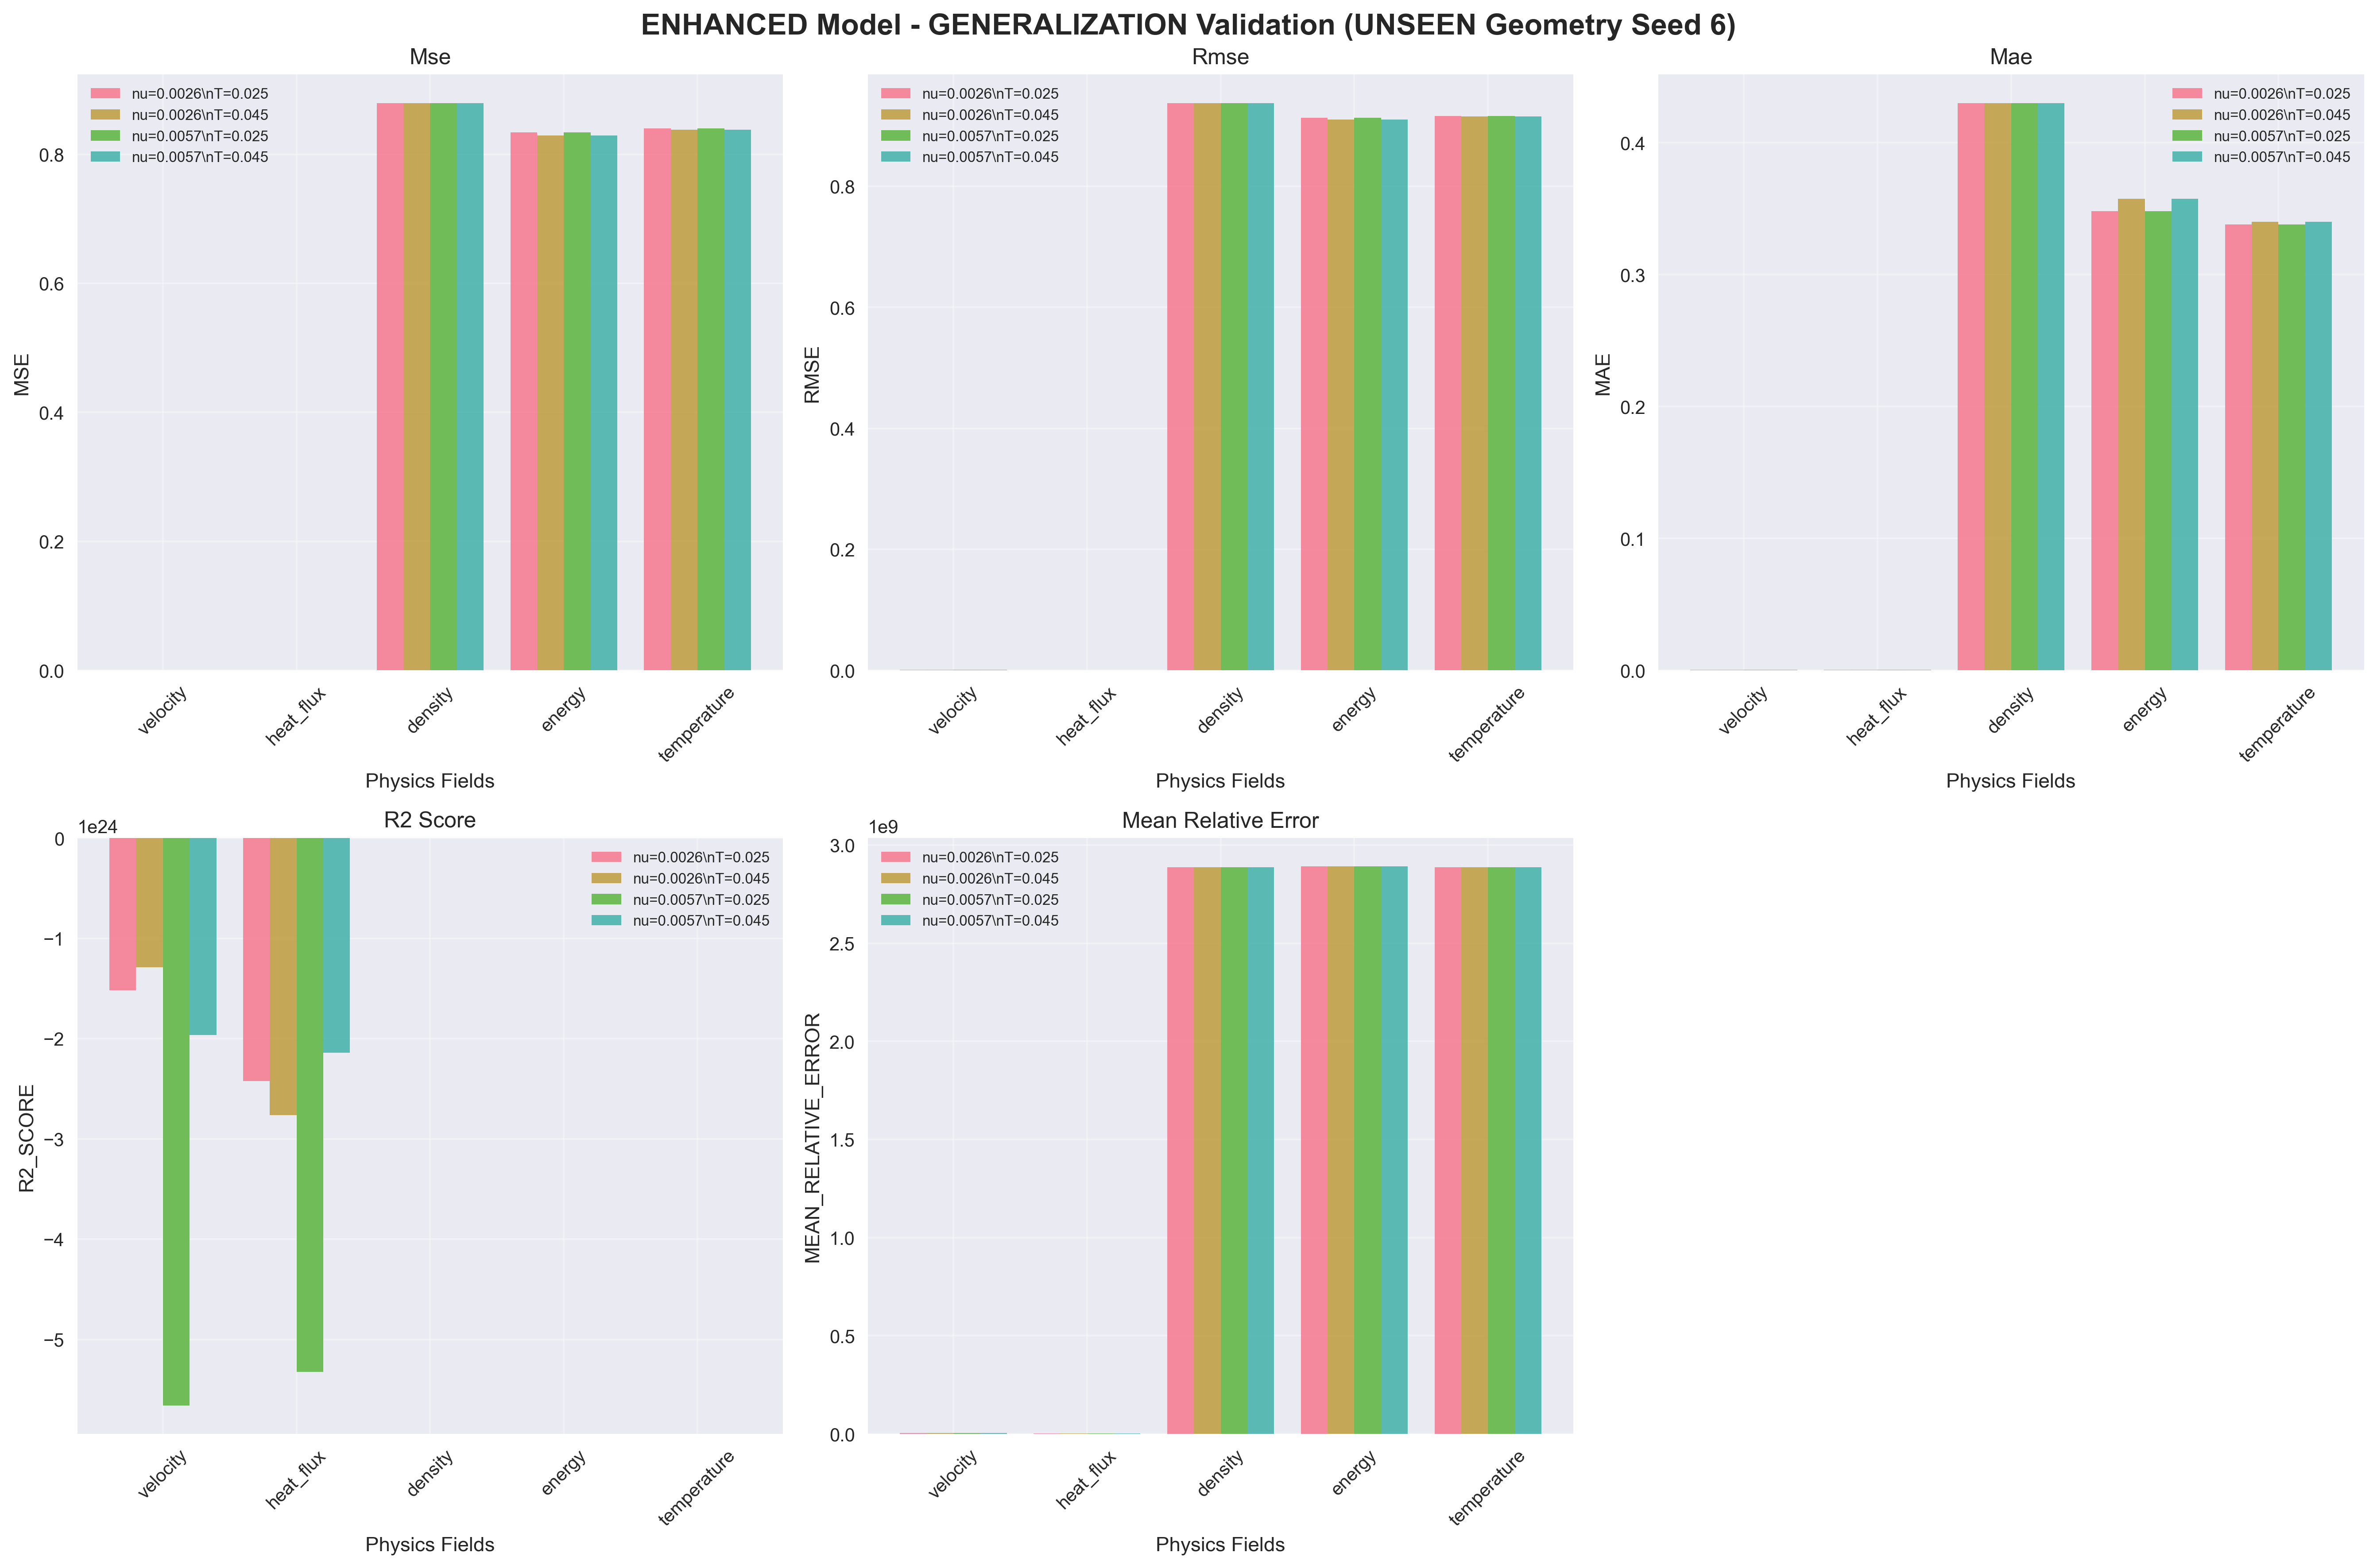 ENHANCED Model - GENERALIZATION Validation (UNSEEN Geometry Seed 6)
Mse
nu=0.0026\nT=0.025
nu=0.0026\nT=0.045
nu=0.0057\nT=0.025
nu=0.0057\nT=0.045
MSE
0.8
0.6
0.4
0.2
0.0
velocity
heat_flux
density
energy
temperature
Physics Fields
Rmse
nu=0.0026\nT=0.025
nu=0.0026\nT=0.045
nu=0.0057\nT=0.025
nu=0.0057\nT=0.045
RMSE
0.8
0.6
0.4
0.2
0.0
velocity
heat_flux
density
energy
temperature
Physics Fields
Mae
nu=0.0026\nT=0.025
nu=0.0026\nT=0.045
nu=0.0057\nT=0.025
nu=0.0057\nT=0.045
MAE
0.4
0.3
0.2
0.1
0.0
velocity
heat_flux
density
energy
temperature
Physics Fields
R2 Score
1e24
nu=0.0026\nT=0.025
nu=0.0026\nT=0.045
nu=0.0057\nT=0.025
nu=0.0057\nT=0.045
R2_SCORE
0
−1
−2
−3
−4
−5
velocity
heat_flux
density
energy
temperature
Physics Fields
Mean Relative Error
1e9
nu=0.0026\nT=0.025
nu=0.0026\nT=0.045
nu=0.0057\nT=0.025
nu=0.0057\nT=0.045
MEAN_RELATIVE_ERROR
3.0
2.5
2.0
1.5
1.0
0.5
0.0
velocity
heat_flux
density
energy
temperature
Physics Fields